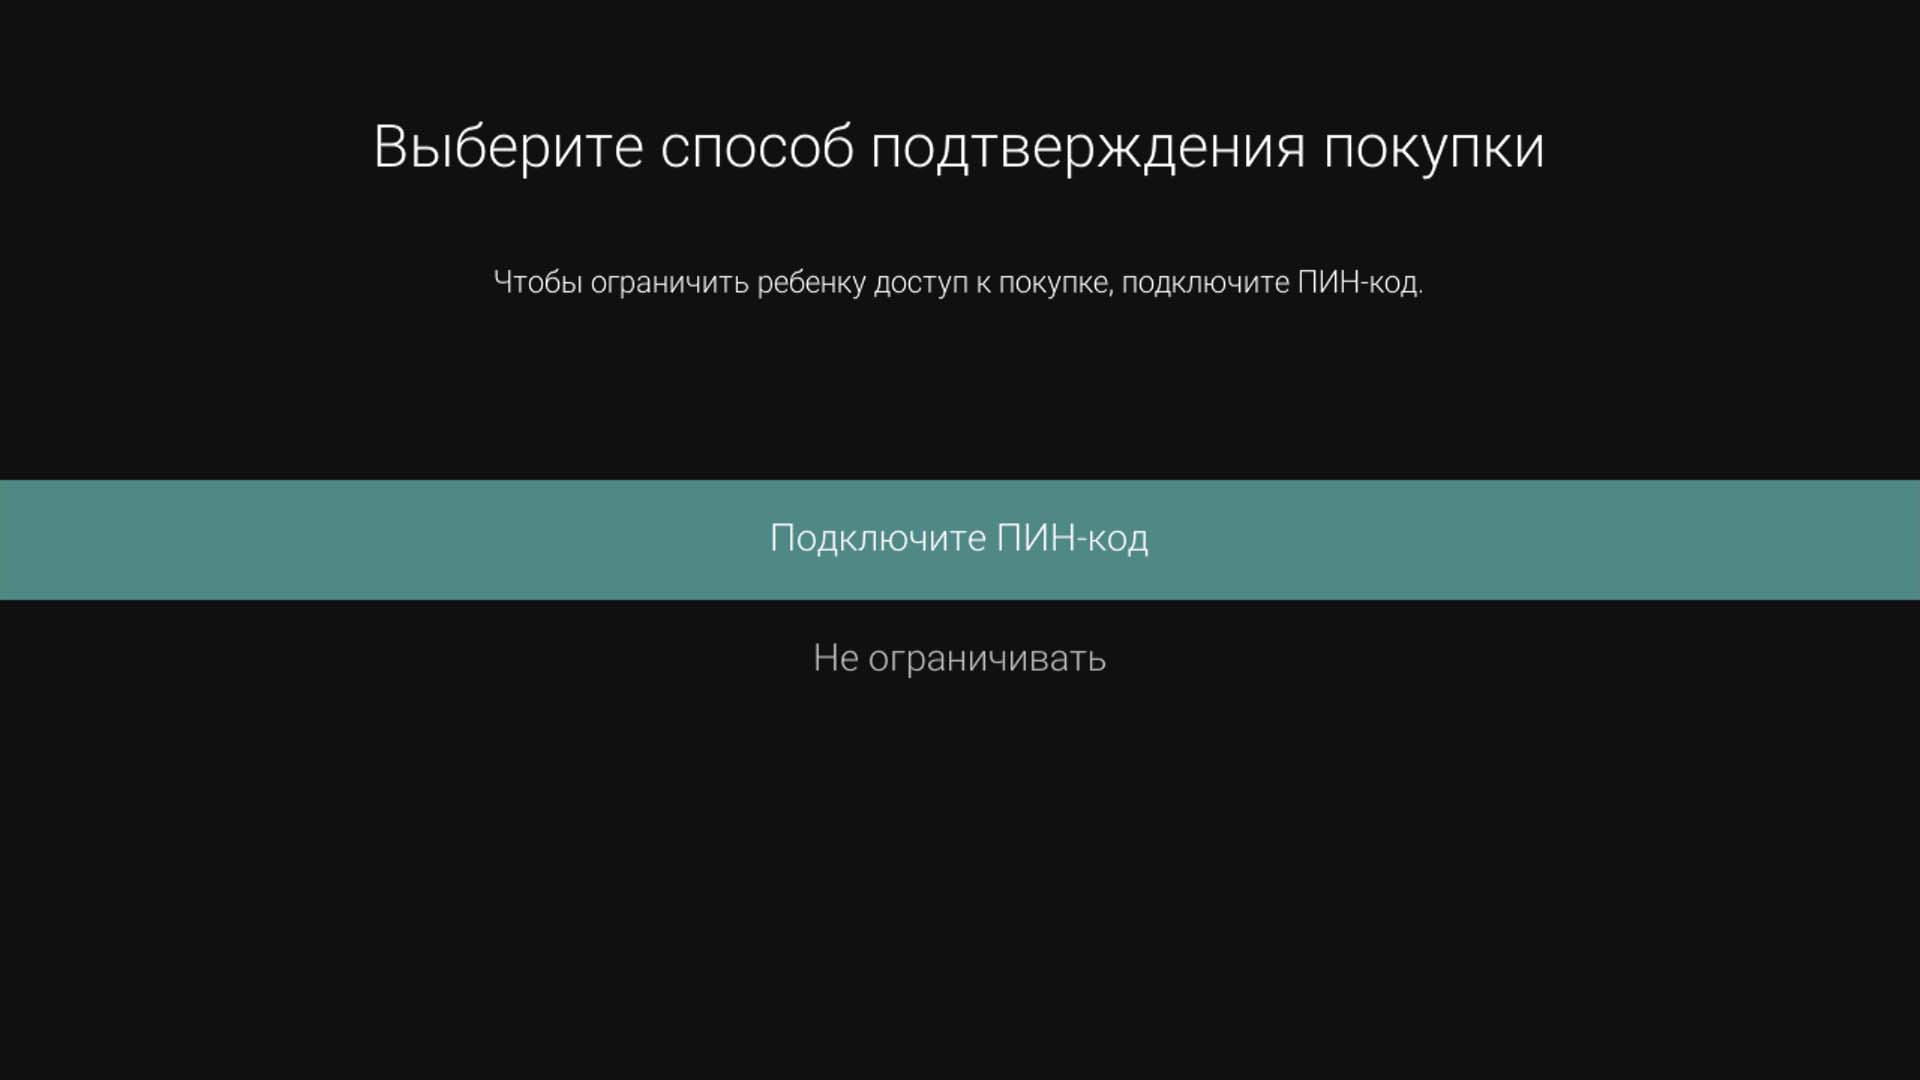 Выберите способ подтверждения покупки
Чтобы ограничить ребенку доступ к покупке, подключите ПИН-код.
Подключите ПИН-код
Не ограничивать